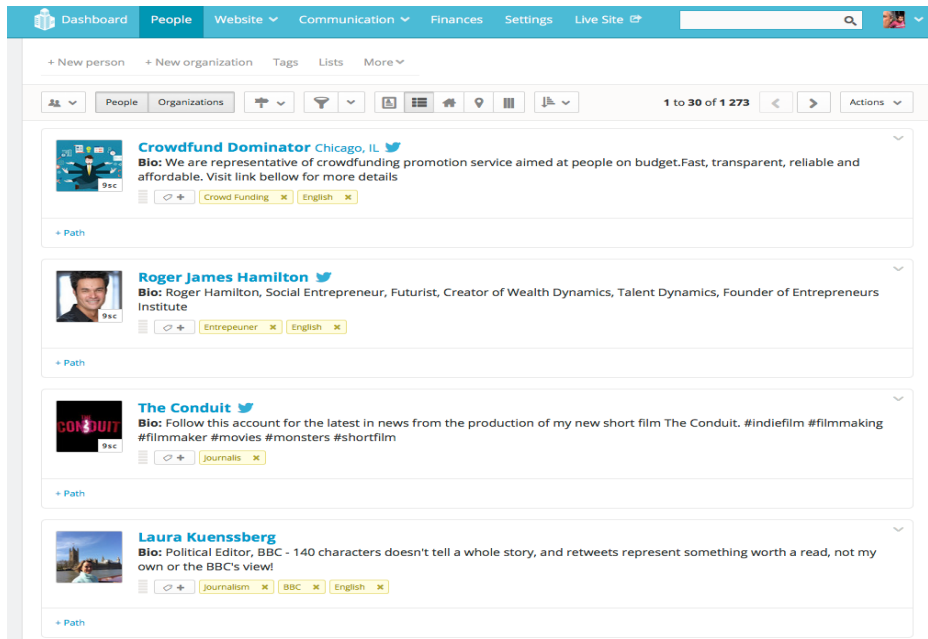 Dashboard People Website Communication Finances Settings Live Site
+ New person + New organization Tags Lists More
People Organizations 1 to 30 of 1 273 Actions
Crowdfund Dominator Chicago, IL
Bio: We are representative of crowdfunding promotion service aimed at people on budget.Fast, transparent, reliable and
affordable. Visit link bellow for more details
9sc
+ Crowd Funding × English ×
+ Path
Roger James Hamilton
Bio: Roger Hamilton, Social Entrepreneur, Futurist, Creator of Wealth Dynamics, Talent Dynamics, Founder of Entrepreneurs
Institute
9sc
+ Entrepeuner × English ×
+ Path
The Conduit
Bio: Follow this account for the latest in news from the production of my new short film The Conduit. #indiefilm #filmmaking
#filmmaker #movies #monsters #shortfilm
CONDUIT
9sc
+ Journalis ×
+ Path
Laura Kuenssberg
Bio: Political Editor, BBC - 140 characters doesn't tell a whole story, and retweets represent something worth a read, not my
own or the BBC's view!
+ Journalism × BBC × English ×
+ Path